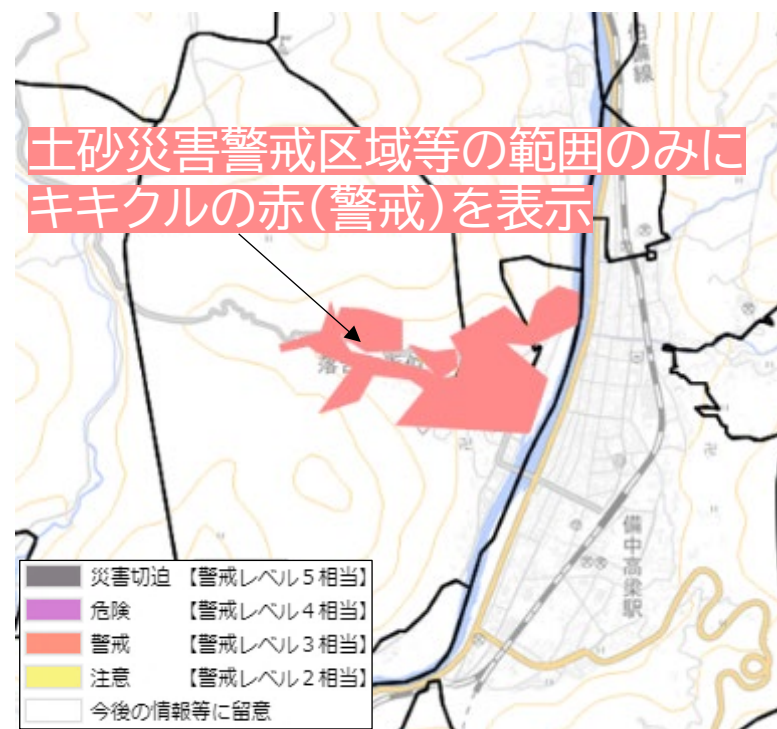 伯備線
土砂災害警戒区域等の範囲のみに
キキクルの赤（警戒）を表示
備中高梁駅
災害切迫 【警戒レベル５相当】
危険 【警戒レベル４相当】
警戒 【警戒レベル３相当】
注意 【警戒レベル２相当】
今後の情報等に留意